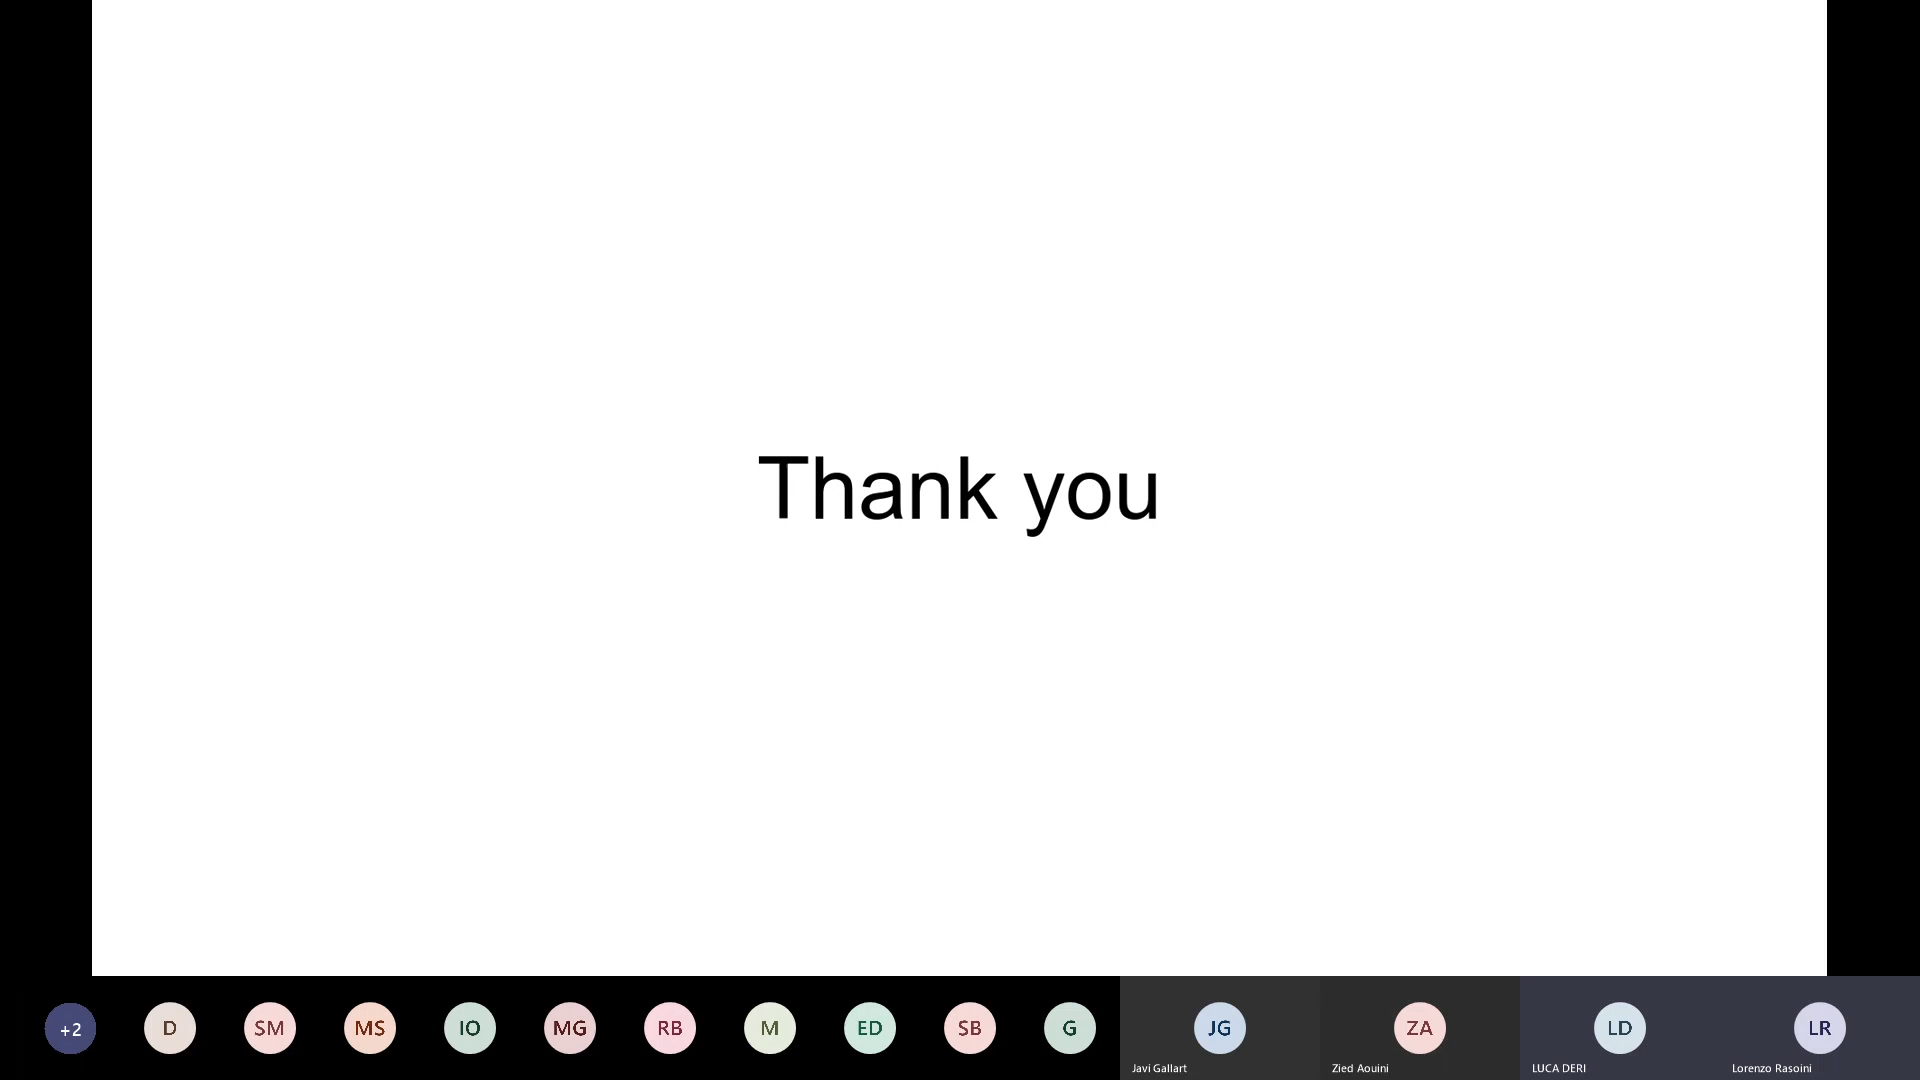 Thank you
+2
D
SM
MS
IO
MG
RB
M
ED
SB
G
JG
ZA
LD
LR
Javi Gallart
Zied Aouini
LUCA DERI
Lorenzo Rasoini